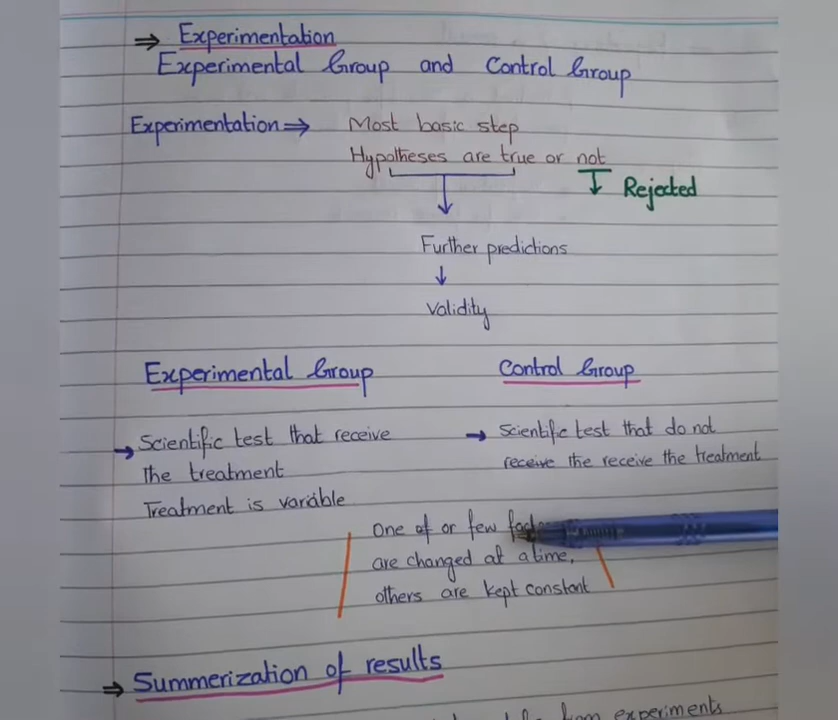 ⇒ Experimentation
Experimental Group and Control Group
Experimentation ⇒ Most basic step
Hypotheses are true or not
↓ Rejected
↓
Further predictions
↓
Validity
Experimental Group
→ Scientific test that receive
the treatment
Treatment is variable
Control Group
→ Scientific test that do not
receive the receive the treatment
One of or few
are changed at a time,
others are kept constant
⇒ Summerization of results
from experiments